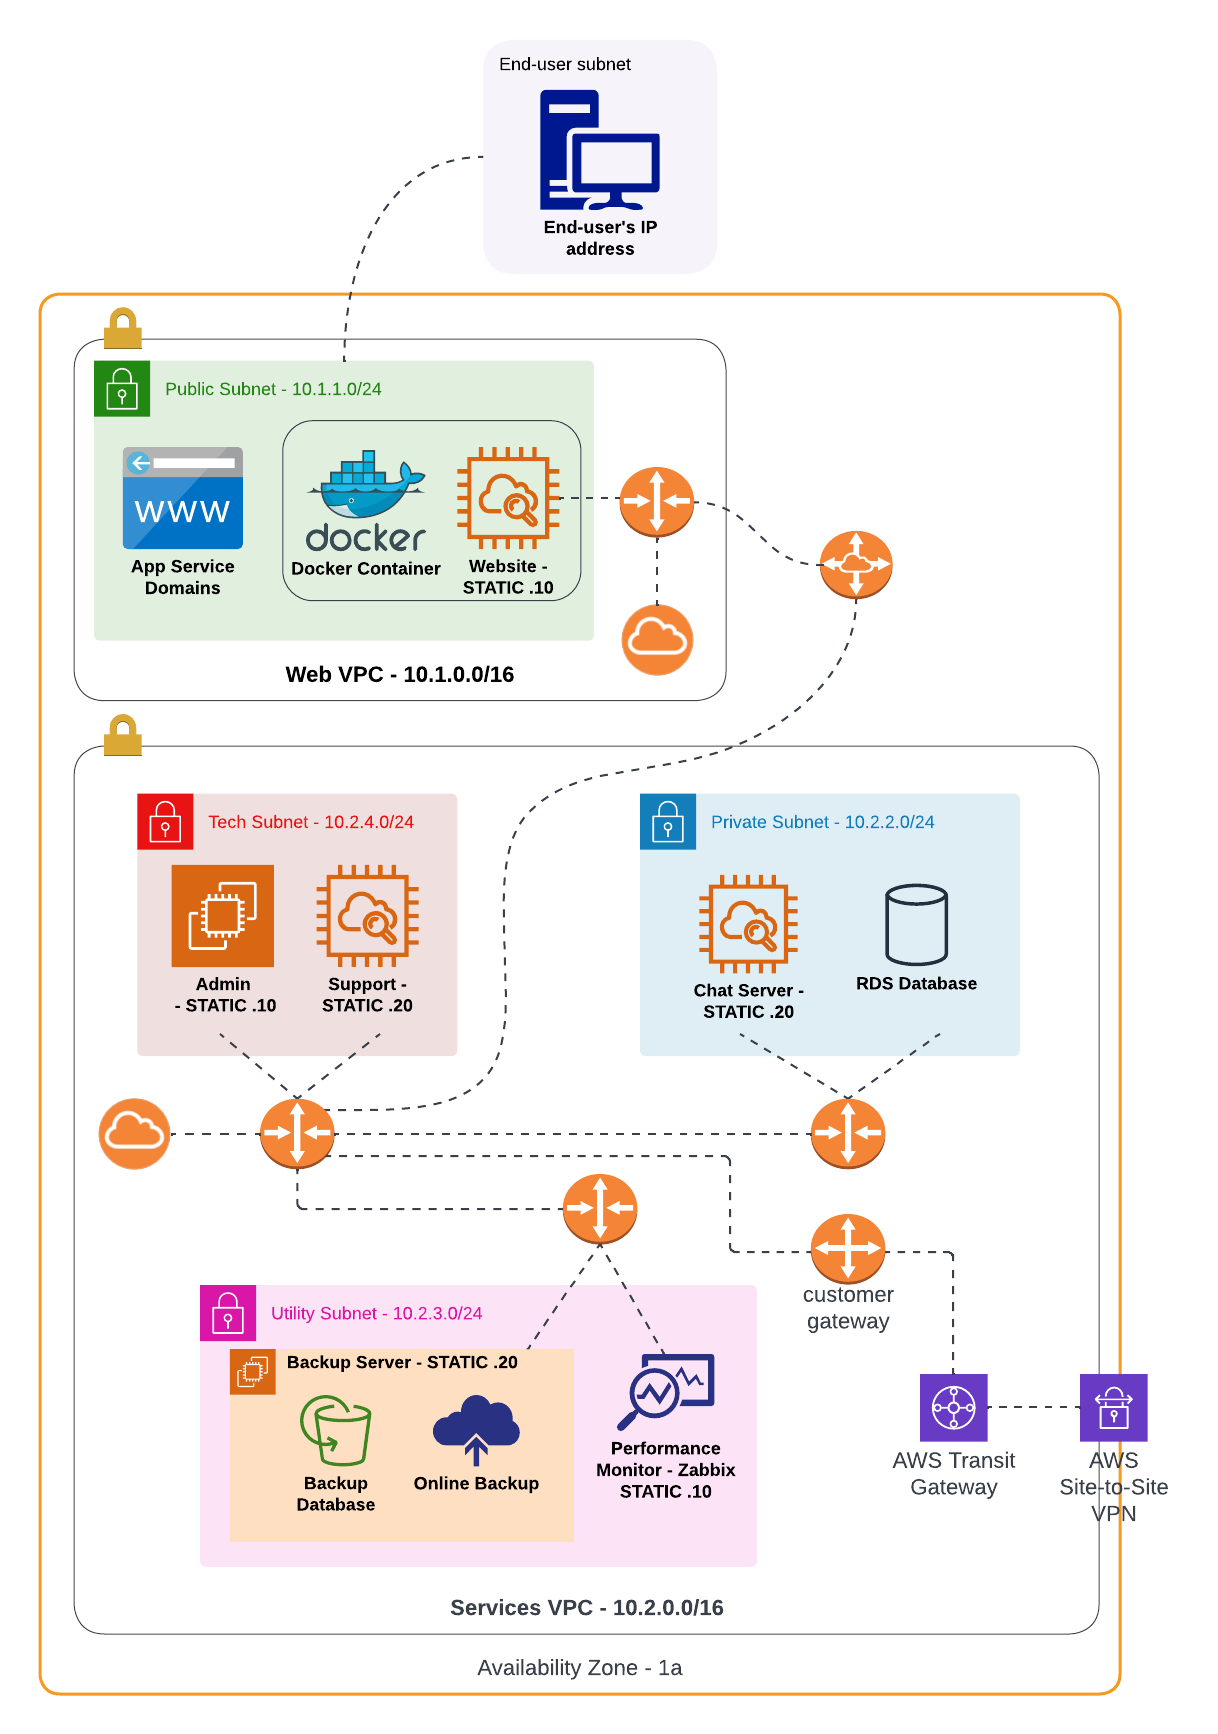 End-user subnet
End-user's IP
address
Public Subnet - 10.1.1.0/24
WWW
App Service
Domains
docker
Docker Container
Website -
STATIC .10
Web VPC - 10.1.0.0/16
Tech Subnet - 10.2.4.0/24
Admin
- STATIC .10
Support -
STATIC .20
Private Subnet - 10.2.2.0/24
Chat Server -
STATIC .20
RDS Database
customer
gateway
Utility Subnet - 10.2.3.0/24
Backup Server - STATIC .20
Backup
Database
Online Backup
Performance
Monitor - Zabbix
STATIC .10
AWS Transit
Gateway
AWS
Site-to-Site
VPN
Services VPC - 10.2.0.0/16
Availability Zone - 1a